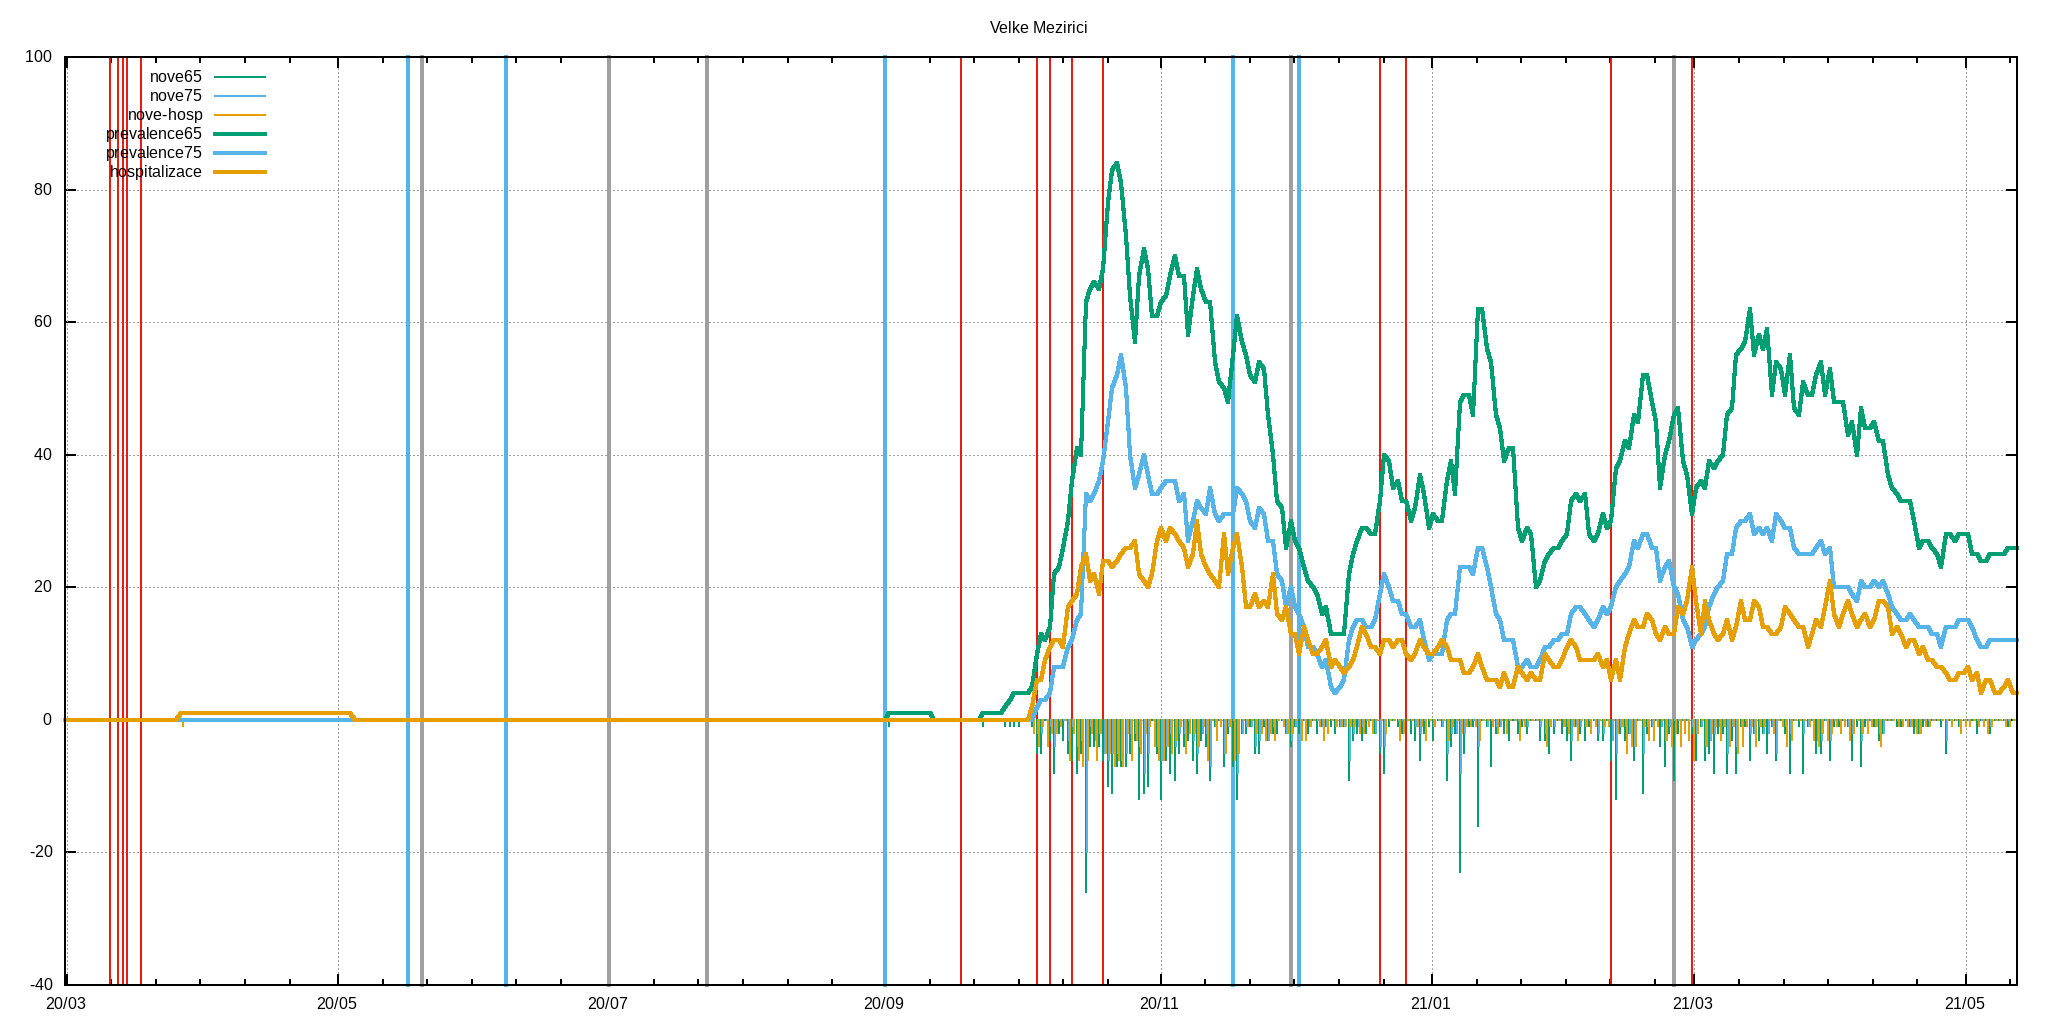 Velke Mezirici
100
80
60
40
20
0
-20
-40
nove65
nove75
nove-hosp
prevalence65
prevalence75
hospitalizace
20/03 20/05 20/07 20/09 20/11 21/01 21/03 21/05